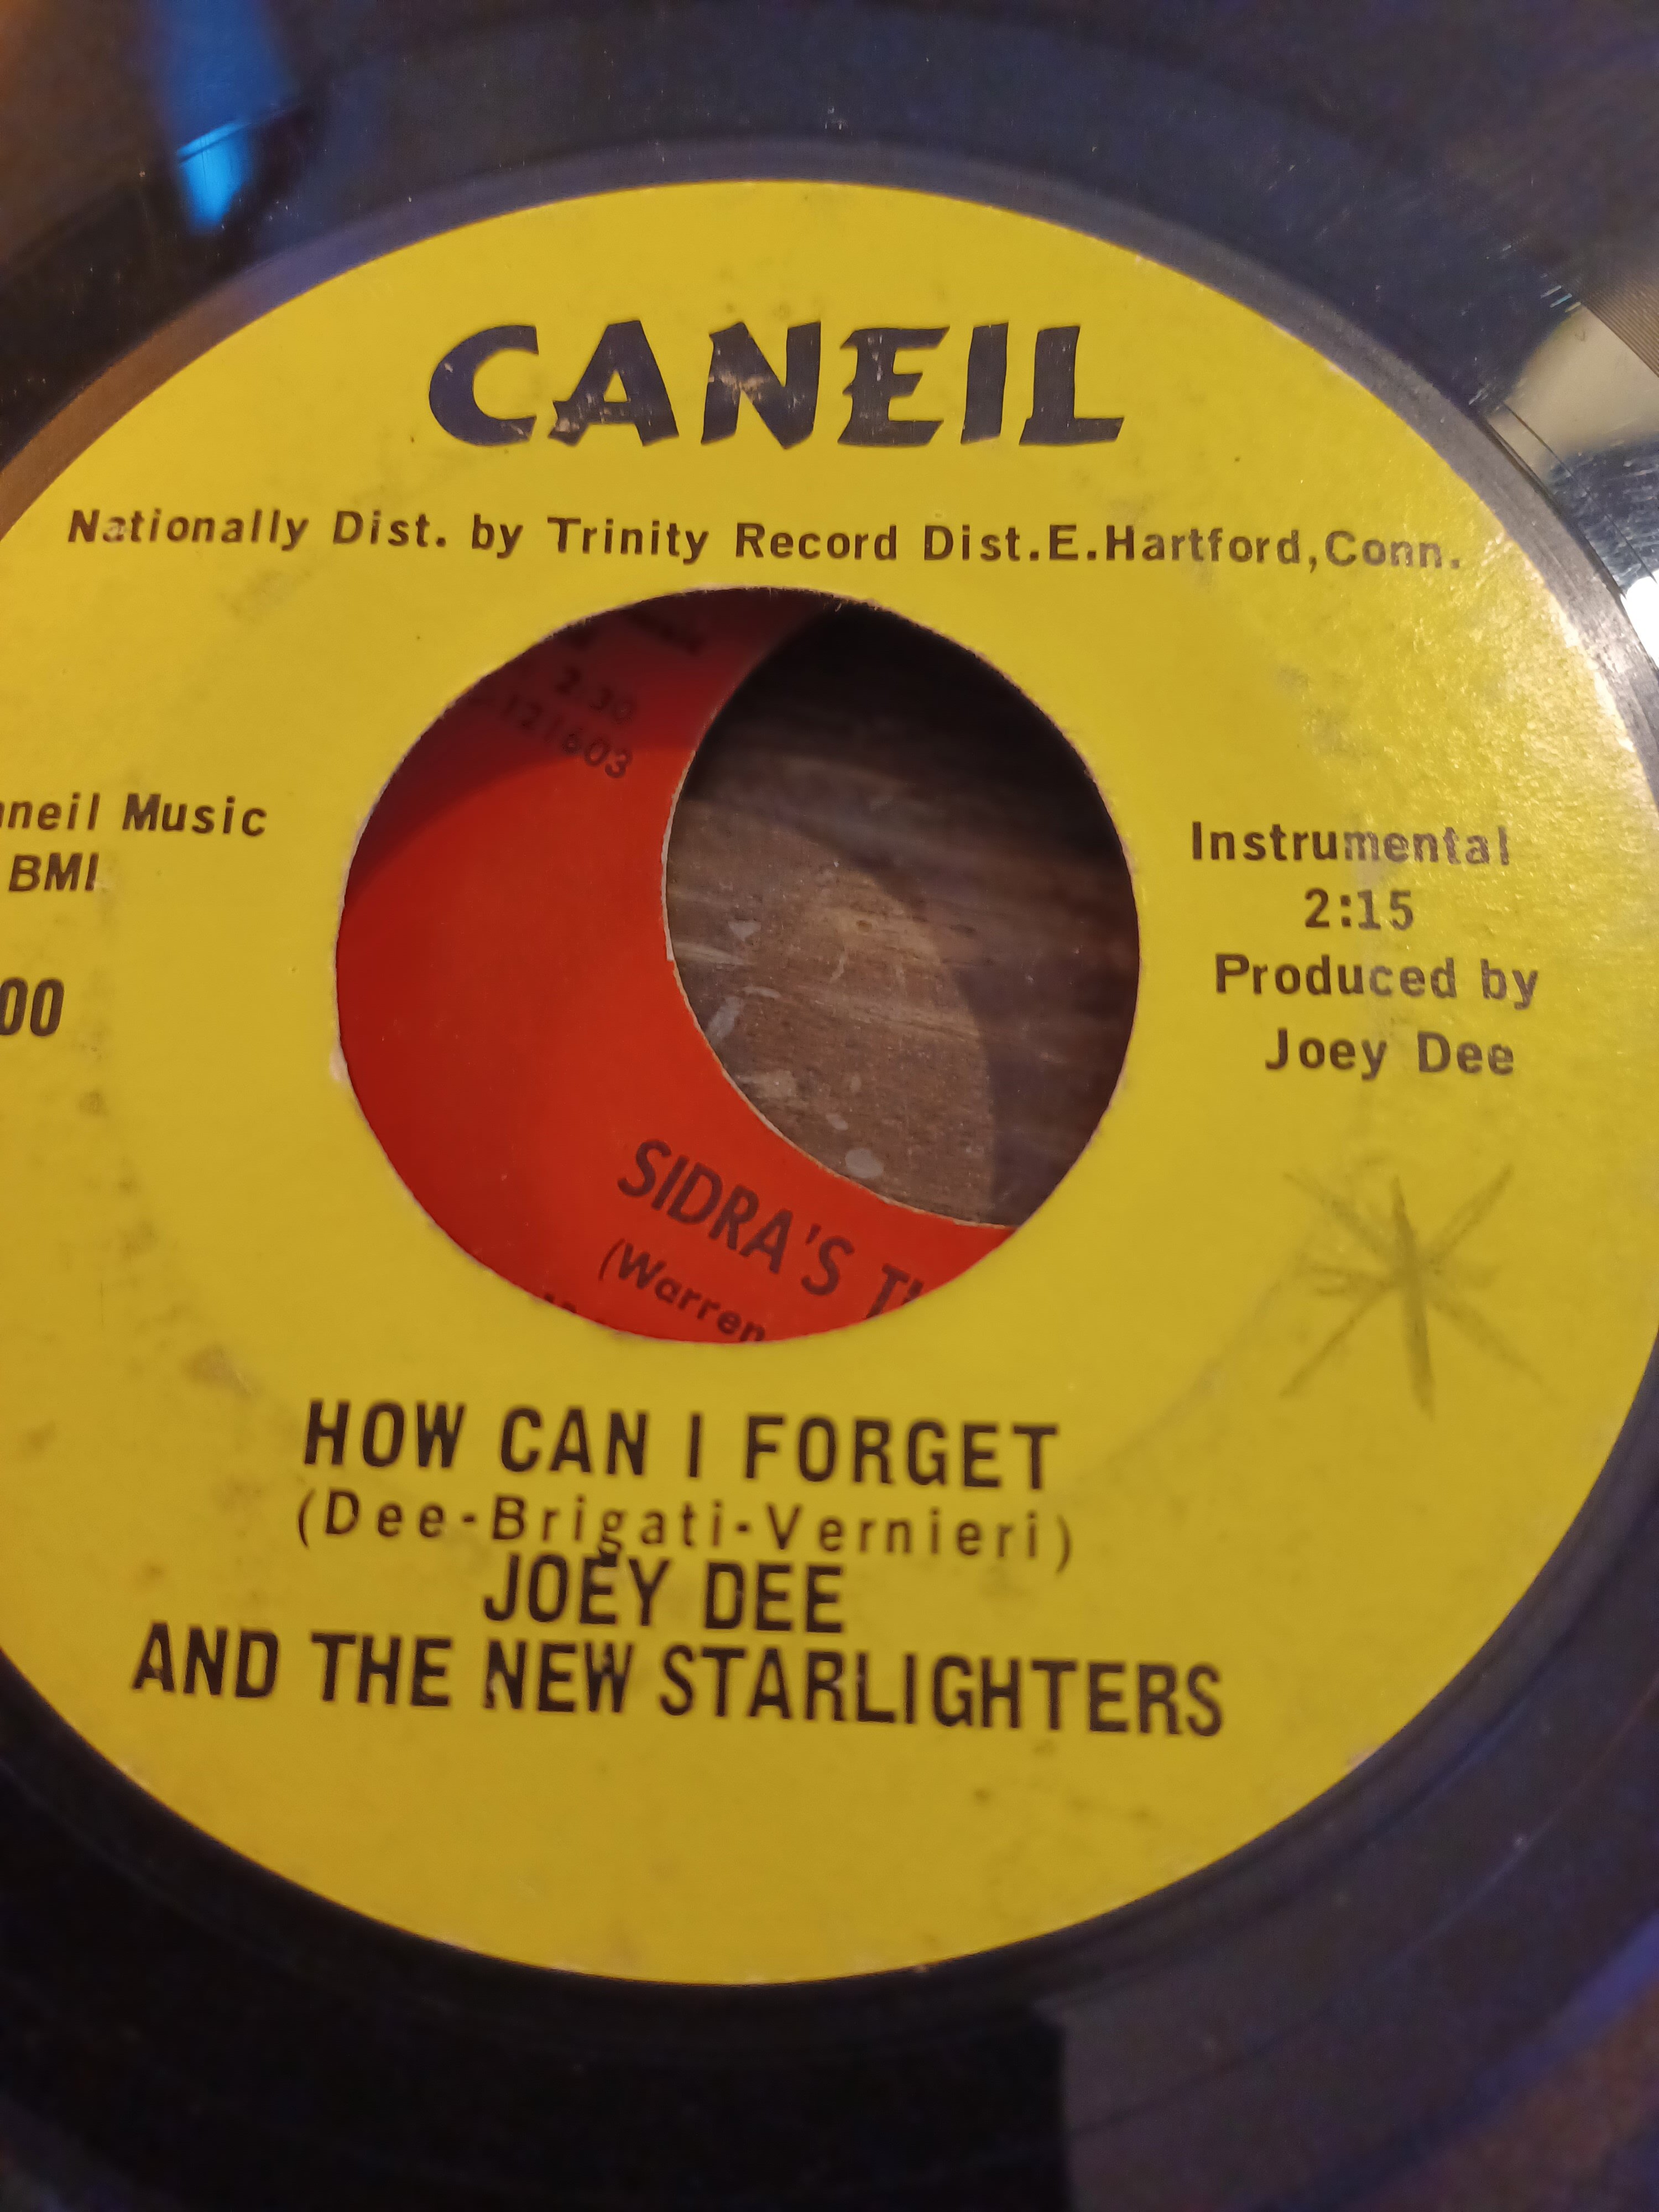 CANEIL
Nationally Dist. by Trinity Record Dist.E.Hartford,Conn.
2:30
121603
Music
BMI
00
Instrumental
2:15
Produced by
Joey Dee
SIDRA'S
(Warren
HOW CAN I FORGET
(Dee-Brigati-Vernieri)
JOEY DEE
AND THE NEW STARLIGHTERS